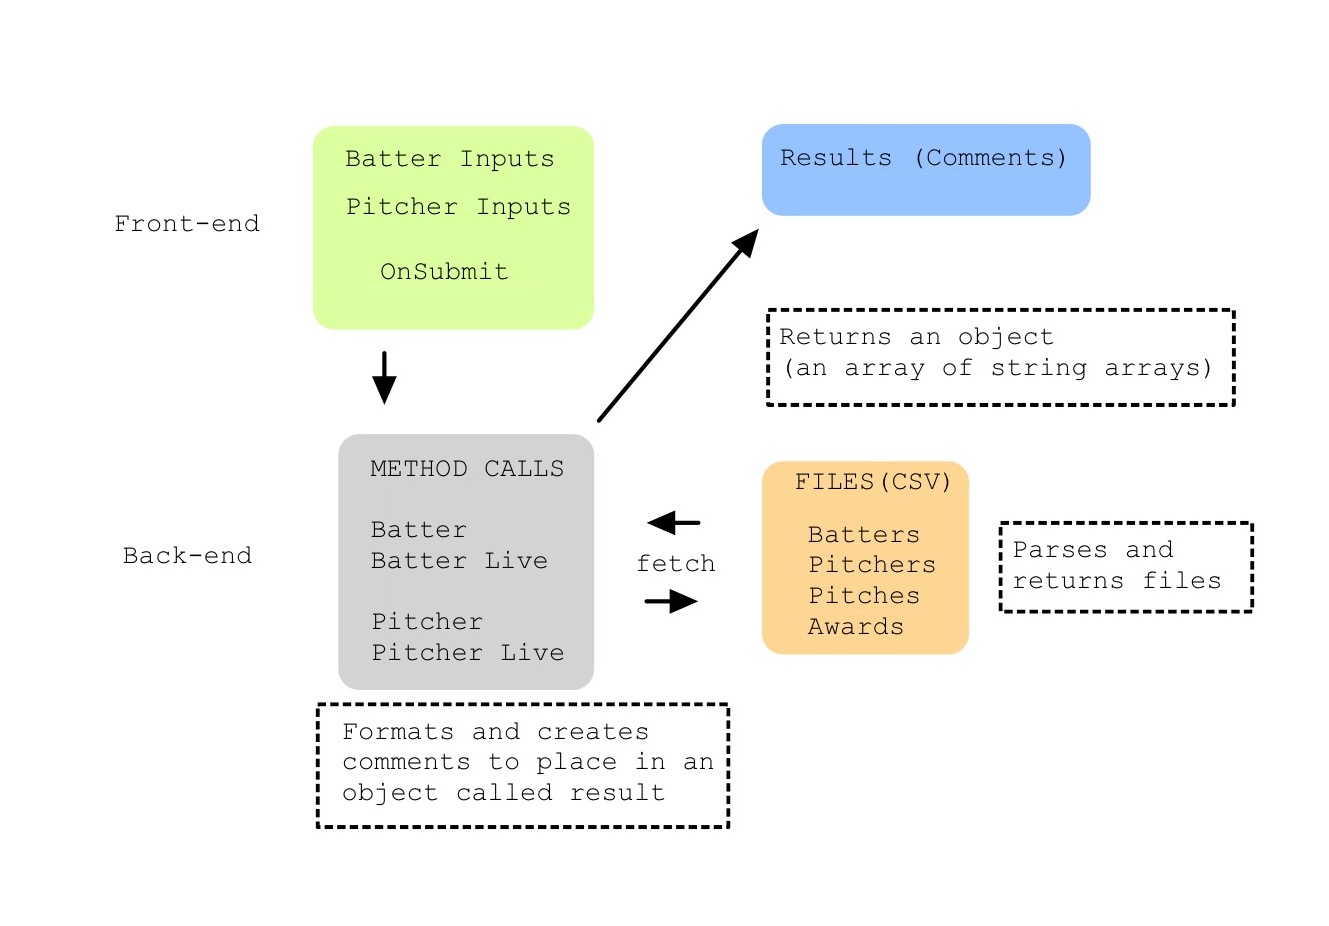 Front-end
Batter Inputs
Pitcher Inputs
OnSubmit
Results (Comments)
Returns an object
(an array of string arrays)
Back-end
METHOD CALLS
Batter
Batter Live
Pitcher
Pitcher Live
fetch
FILES(CSV)
Batters
Pitchers
Pitches
Awards
Parses and
returns files
Formats and creates
comments to place in an
object called result